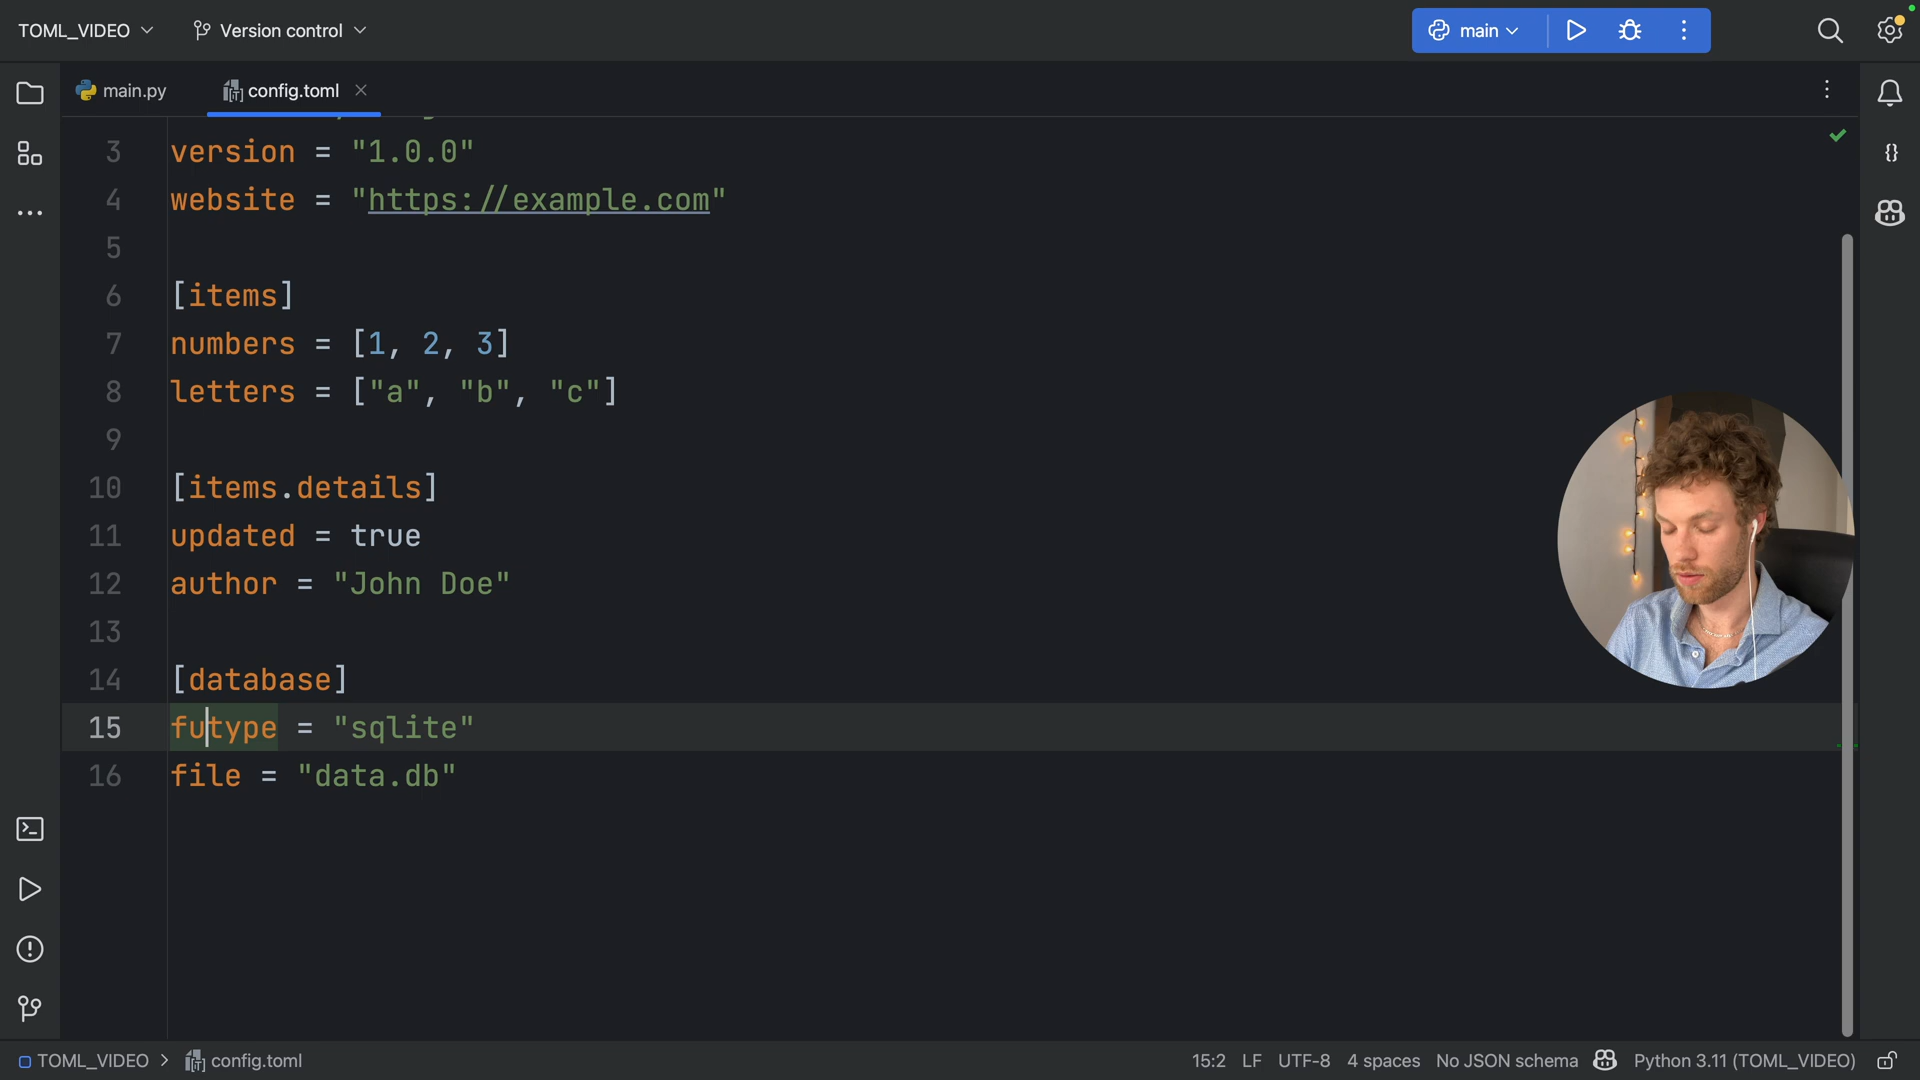 TOML_VIDEO Version control main
main.py config.toml
3 version = "1.0.0"
4 website = "https://example.com"
5
6 [items]
7 numbers = [1, 2, 3]
8 letters = ["a", "b", "c"]
9
10 [items.details]
11 updated = true
12 author = "John Doe"
13
14 [database]
15 futype = "sqlite"
16 file = "data.db"
TOML_VIDEO > config.toml 15:2 LF UTF-8 4 spaces No JSON schema Python 3.11 (TOML_VIDEO)